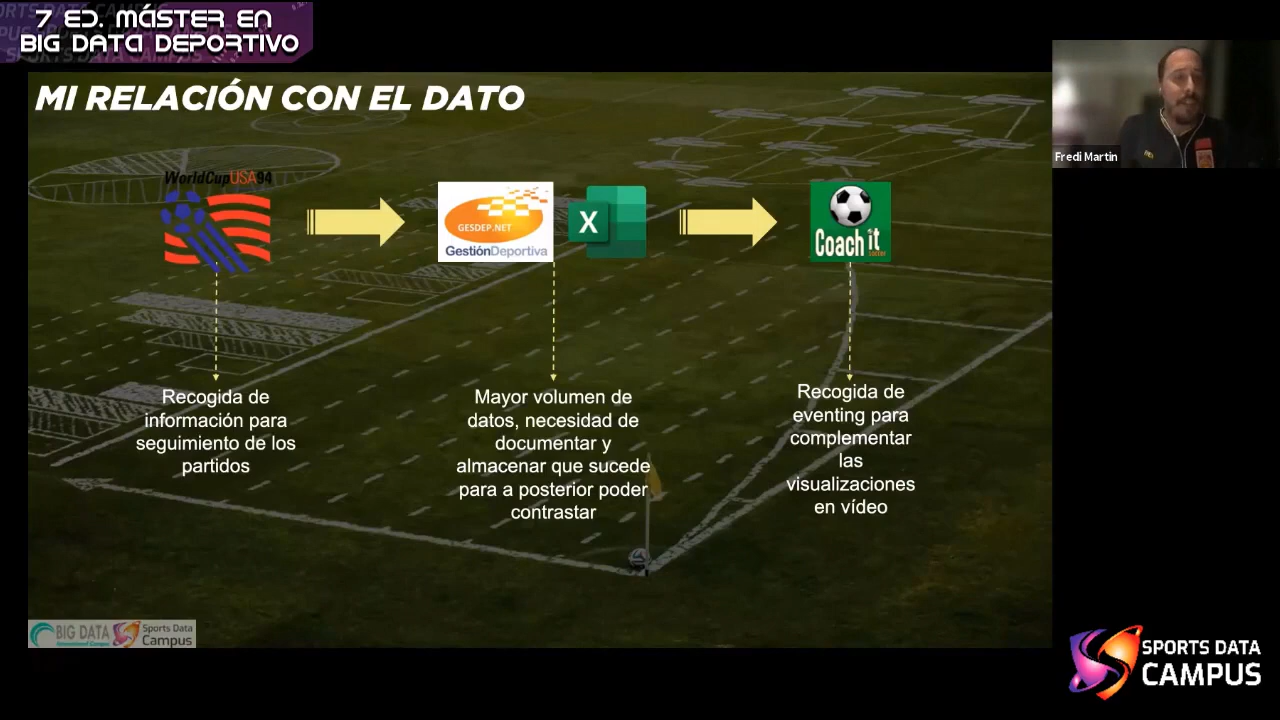 7 ED. MÁSTER EN
BIG DATA DEPORTIVO
MI RELACIÓN CON EL DATO
Fredi Martin
WorldCupUSA94
GESDEP.NET
GestiónDeportiva
X
Coach it
soccer
Recogida de
información para
seguimiento de los
partidos
Mayor volumen de
datos, necesidad de
documentar y
almacenar que sucede
para a posterior poder
contrastar
Recogida de
eventing para
complementar
las
visualizaciones
en vídeo
BIG DATA
International Campus
Sports Data
Campus
SPORTS DATA
CAMPUS